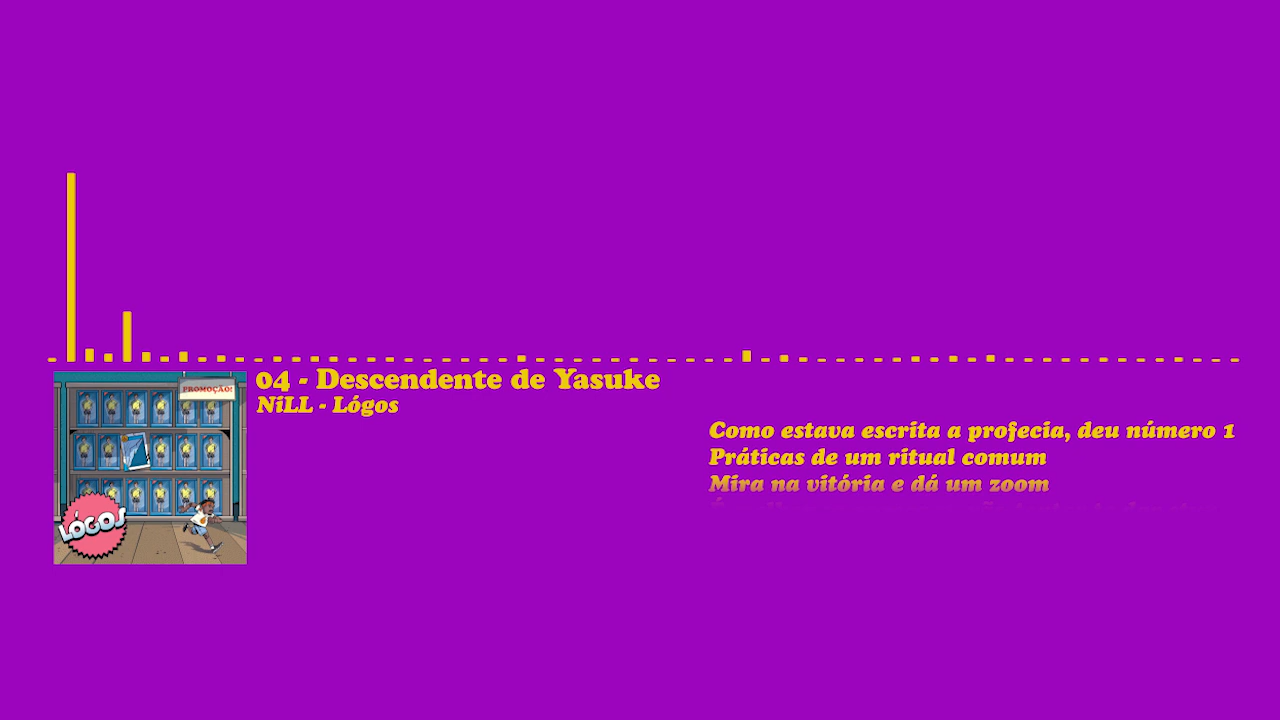 04 - Descendente de Yasuke
NiLL - Lógos
Como estava escrita a profecia, deu número 1
Práticas de um ritual comum
Mira na vitória e dá um zoom
PROMOÇÃO!
LÓGOS